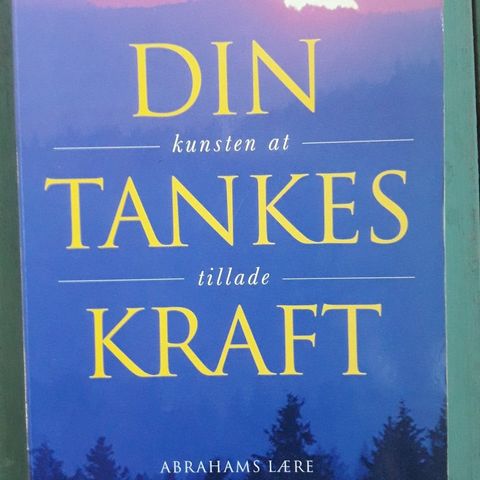 DIN
kunsten at
TANKES
tillade
KRAFT
ABRAHAMS LÆRE